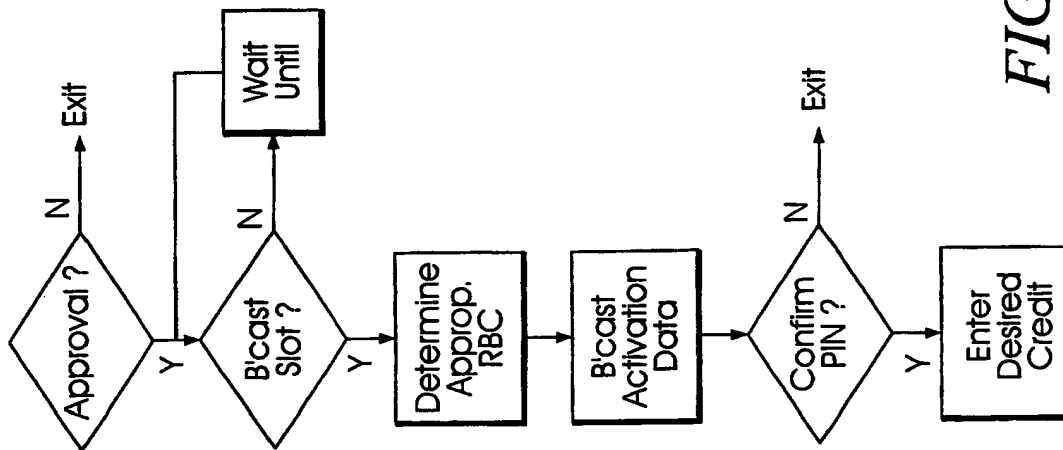 Approval ?
N
Exit
Y
Wait
Until
B'cast
Slot ?
N
Y
Determine
Approp.
RBC
B'cast
Activation
Data
Confirm
PIN ?
N
Exit
Y
Enter
Desired
Credit
FIG